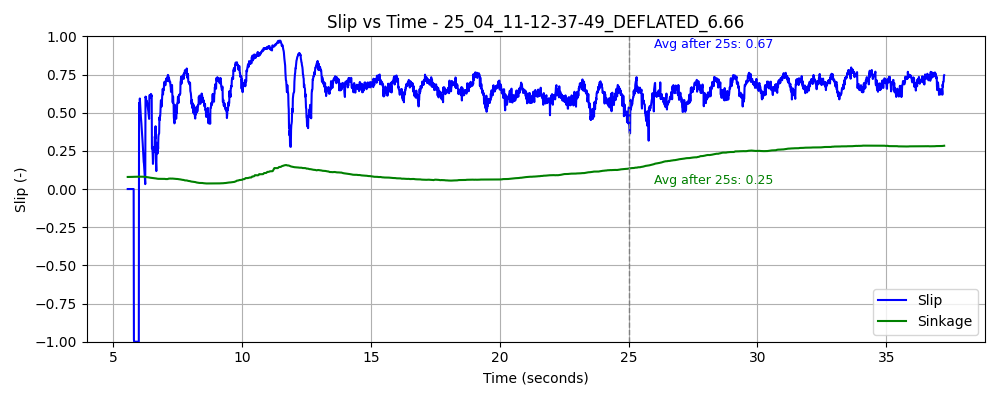 Slip vs Time - 25_04_11-12-37-49_DEFLATED_6.66
1.00
0.75
0.50
0.25
0.00
−0.25
−0.50
−0.75
−1.00
Slip (-)
Avg after 25s: 0.67
Avg after 25s: 0.25
Slip
Sinkage
5
10
15
20
25
30
35
Time (seconds)